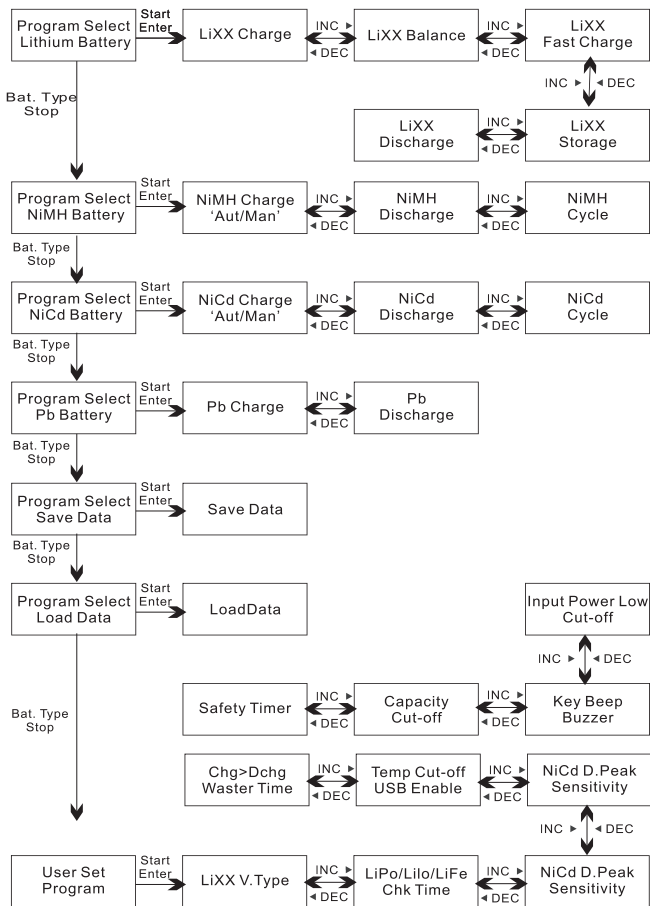 Program Select
Lithium Battery
Start
Enter
LiXX Charge
INC ►
◄ DEC
LiXX Balance
INC ►
◄ DEC
LiXX
Fast Charge
INC ► ◄ DEC
Bat. Type
Stop
LiXX
Discharge
INC ►
◄ DEC
LiXX
Storage
Program Select
NiMH Battery
Start
Enter
NiMH Charge
'Aut/Man'
INC ►
◄ DEC
NiMH
Discharge
INC ►
◄ DEC
NiMH
Cycle
Bat. Type
Stop
Program Select
NiCd Battery
Start
Enter
NiCd Charge
'Aut/Man'
INC ►
◄ DEC
NiCd
Discharge
INC ►
◄ DEC
NiCd
Cycle
Bat. Type
Stop
Program Select
Pb Battery
Start
Enter
Pb Charge
INC ►
◄ DEC
Pb
Discharge
Bat. Type
Stop
Program Select
Save Data
Start
Enter
Save Data
Bat. Type
Stop
Program Select
Load Data
Start
Enter
LoadData
Input Power Low
Cut-off
INC ► ◄ DEC
Bat. Type
Stop
Safety Timer
INC ►
◄ DEC
Capacity
Cut-off
INC ►
◄ DEC
Key Beep
Buzzer
Chg>Dchg
Waster Time
INC ►
◄ DEC
Temp Cut-off
USB Enable
INC ►
◄ DEC
NiCd D.Peak
Sensitivity
INC ► ◄ DEC
User Set
Program
Start
Enter
LiXX V.Type
INC ►
◄ DEC
LiPo/LiIo/LiFe
Chk Time
INC ►
◄ DEC
NiCd D.Peak
Sensitivity